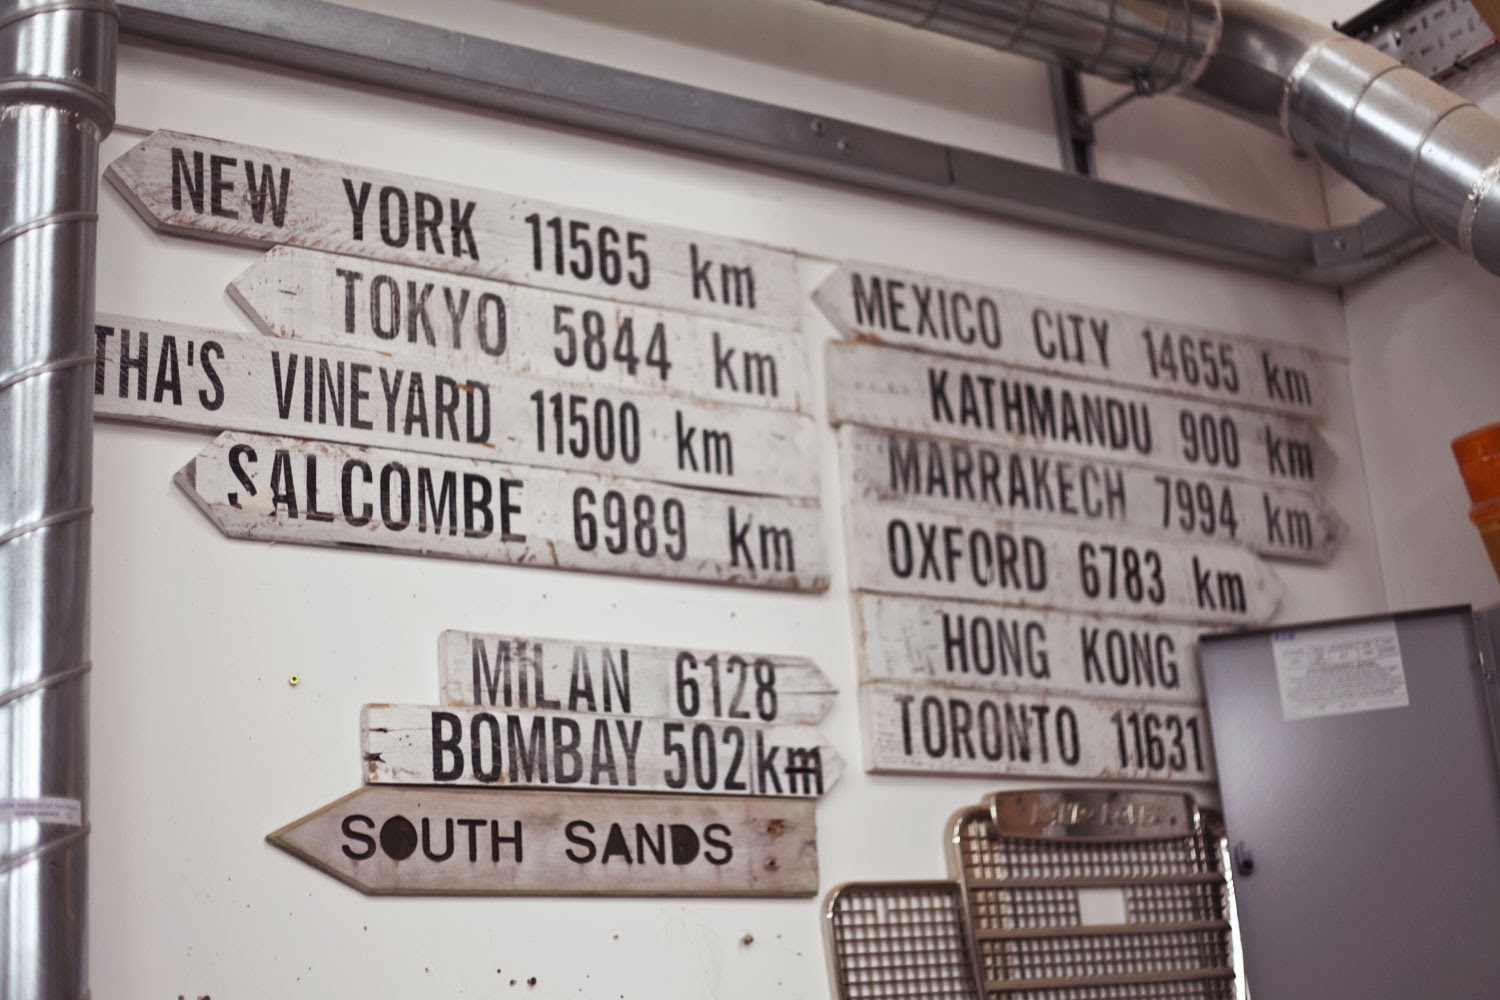 NEW YORK 11565 km
TOKYO 5844 km
THA'S VINEYARD 11500 km
SALCOMBE 6989 km
MILAN 6128
BOMBAY 502 km
SOUTH SANDS
MEXICO CITY 14655 km
KATHMANDU 900 km
MARRAKECH 7994 km
OXFORD 6783 km
HONG KONG
TORONTO 11631